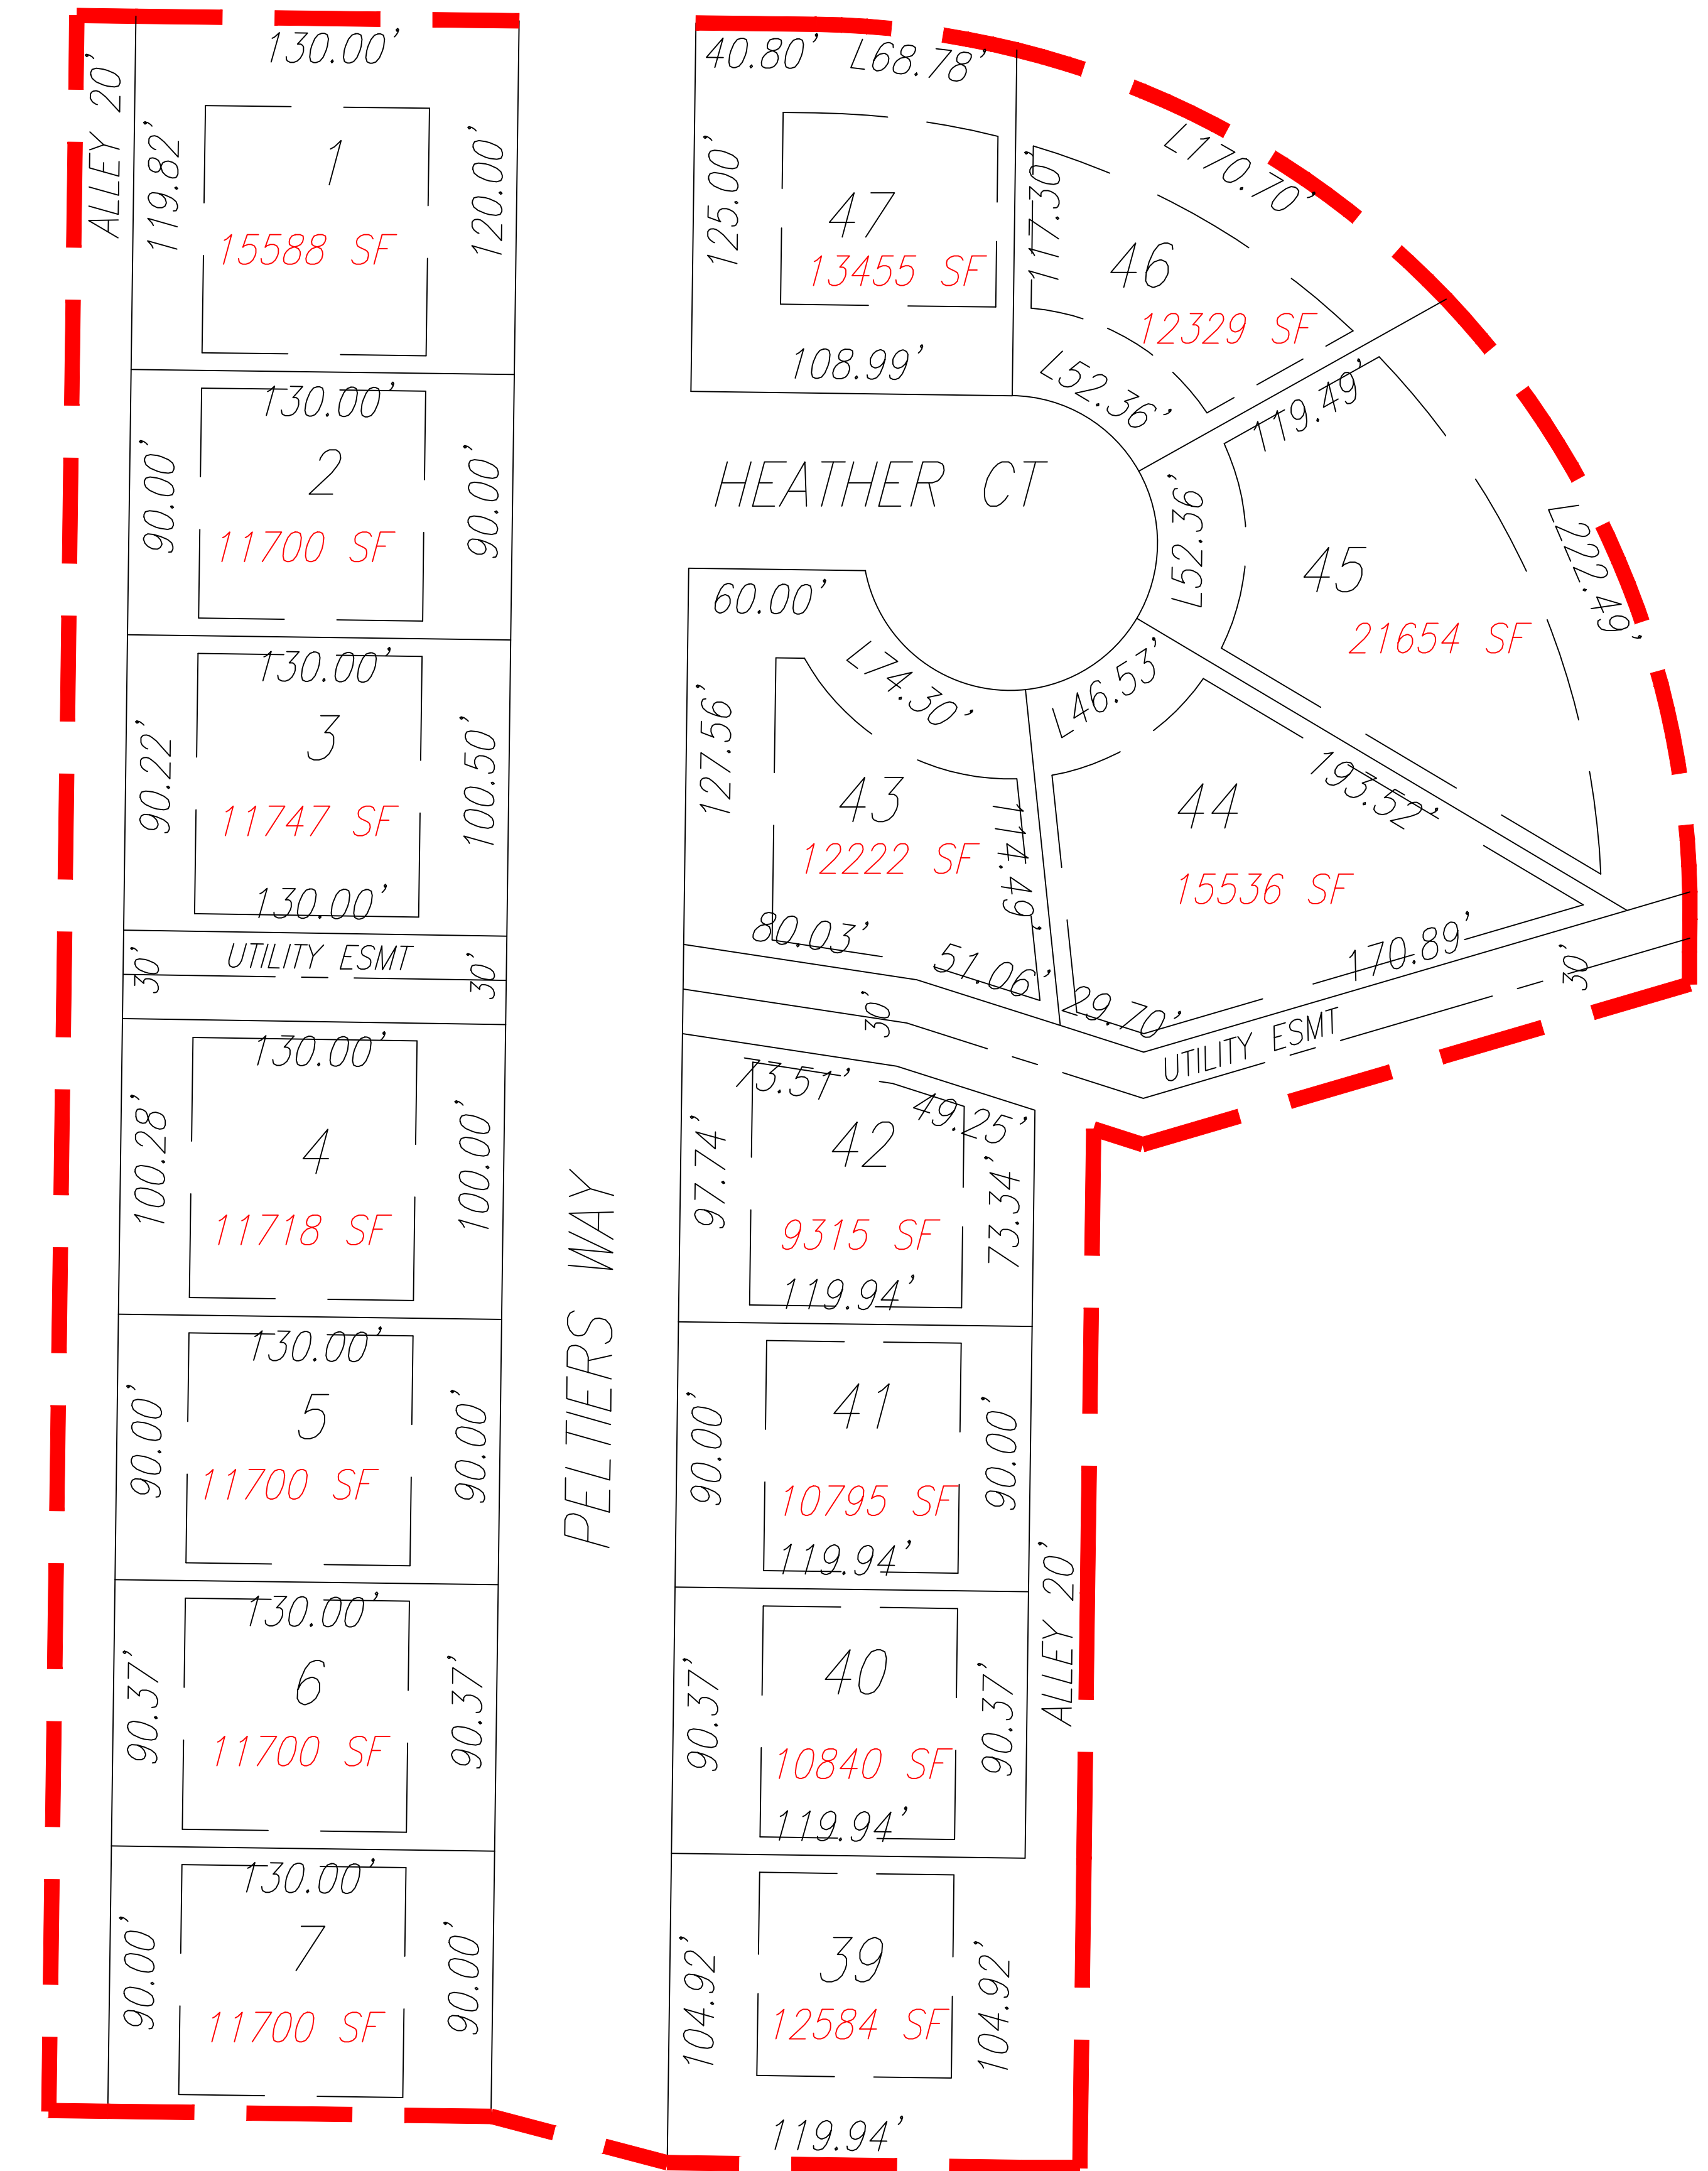 ALLEY 20'
130.00'
119.82'
1
15588 SF
120.00'
130.00'
90.00'
2
11700 SF
90.00'
130.00'
90.22'
3
11747 SF
100.50'
130.00'
30'
UTILITY ESMT
30'
130.00'
100.28'
4
11718 SF
100.00'
130.00'
90.00'
5
11700 SF
90.00'
130.00'
90.37'
6
11700 SF
90.37'
130.00'
90.00'
7
11700 SF
90.00'
PELTIERS WAY
40.80'
L68.78'
125.00'
47
13455 SF
108.99'
117.30'
L170.70'
46
12329 SF
L52.36'
119.49'
HEATHER CT
L52.36'
45
21654 SF
L222.49'
60.00'
L74.30'
L46.53'
127.56'
43
12222 SF
114.49'
80.03'
51.06'
44
15536 SF
193.52'
170.89'
29.70'
30'
30'
UTILITY ESMT
73.51'
49.25'
97.74'
42
9315 SF
73.34'
119.94'
90.00'
41
10795 SF
90.00'
119.94'
ALLEY 20'
90.37'
40
10840 SF
90.37'
119.94'
104.92'
39
12584 SF
104.92'
119.94'